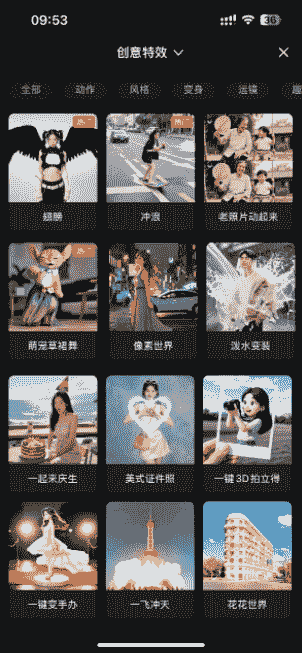 09:53
36
创意特效
全部 动作 风格 变身 运镜 趣
翅膀 冲浪 老照片动起来
萌宠草裙舞 像素世界 泼水变装
一起来庆生 美式证件照 一键3D拍立得
一键变手办 一飞冲天 花花世界